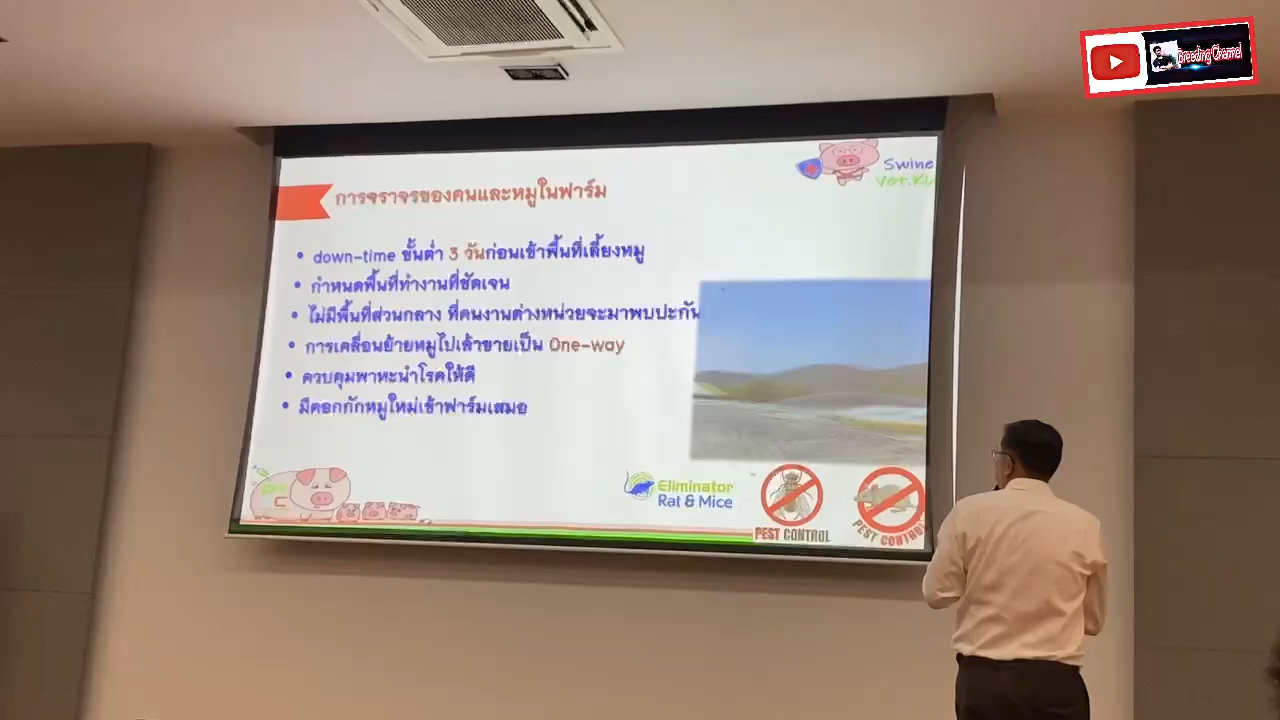 Breeding Channel
Swine
Vet.KU
การจราจรของคนและหมูในฟาร์ม
• down-time ขั้นต่ำ 3 วันก่อนเข้าพื้นที่เลี้ยงหมู
• กำหนดพื้นที่ทำงานที่ชัดเจน
• ไม่มีพื้นที่ส่วนกลาง ที่คนงานต่างหน่วยจะมาพบปะกัน
• การเคลื่อนย้ายหมูไปเล้าขายเป็น One-way
• ควบคุมพาหะนำโรคให้ดี
• มีคอกกักหมูใหม่เข้าฟาร์มเสมอ
Eliminator
Rat & Mice
PEST CONTROL
PEST CONTROL